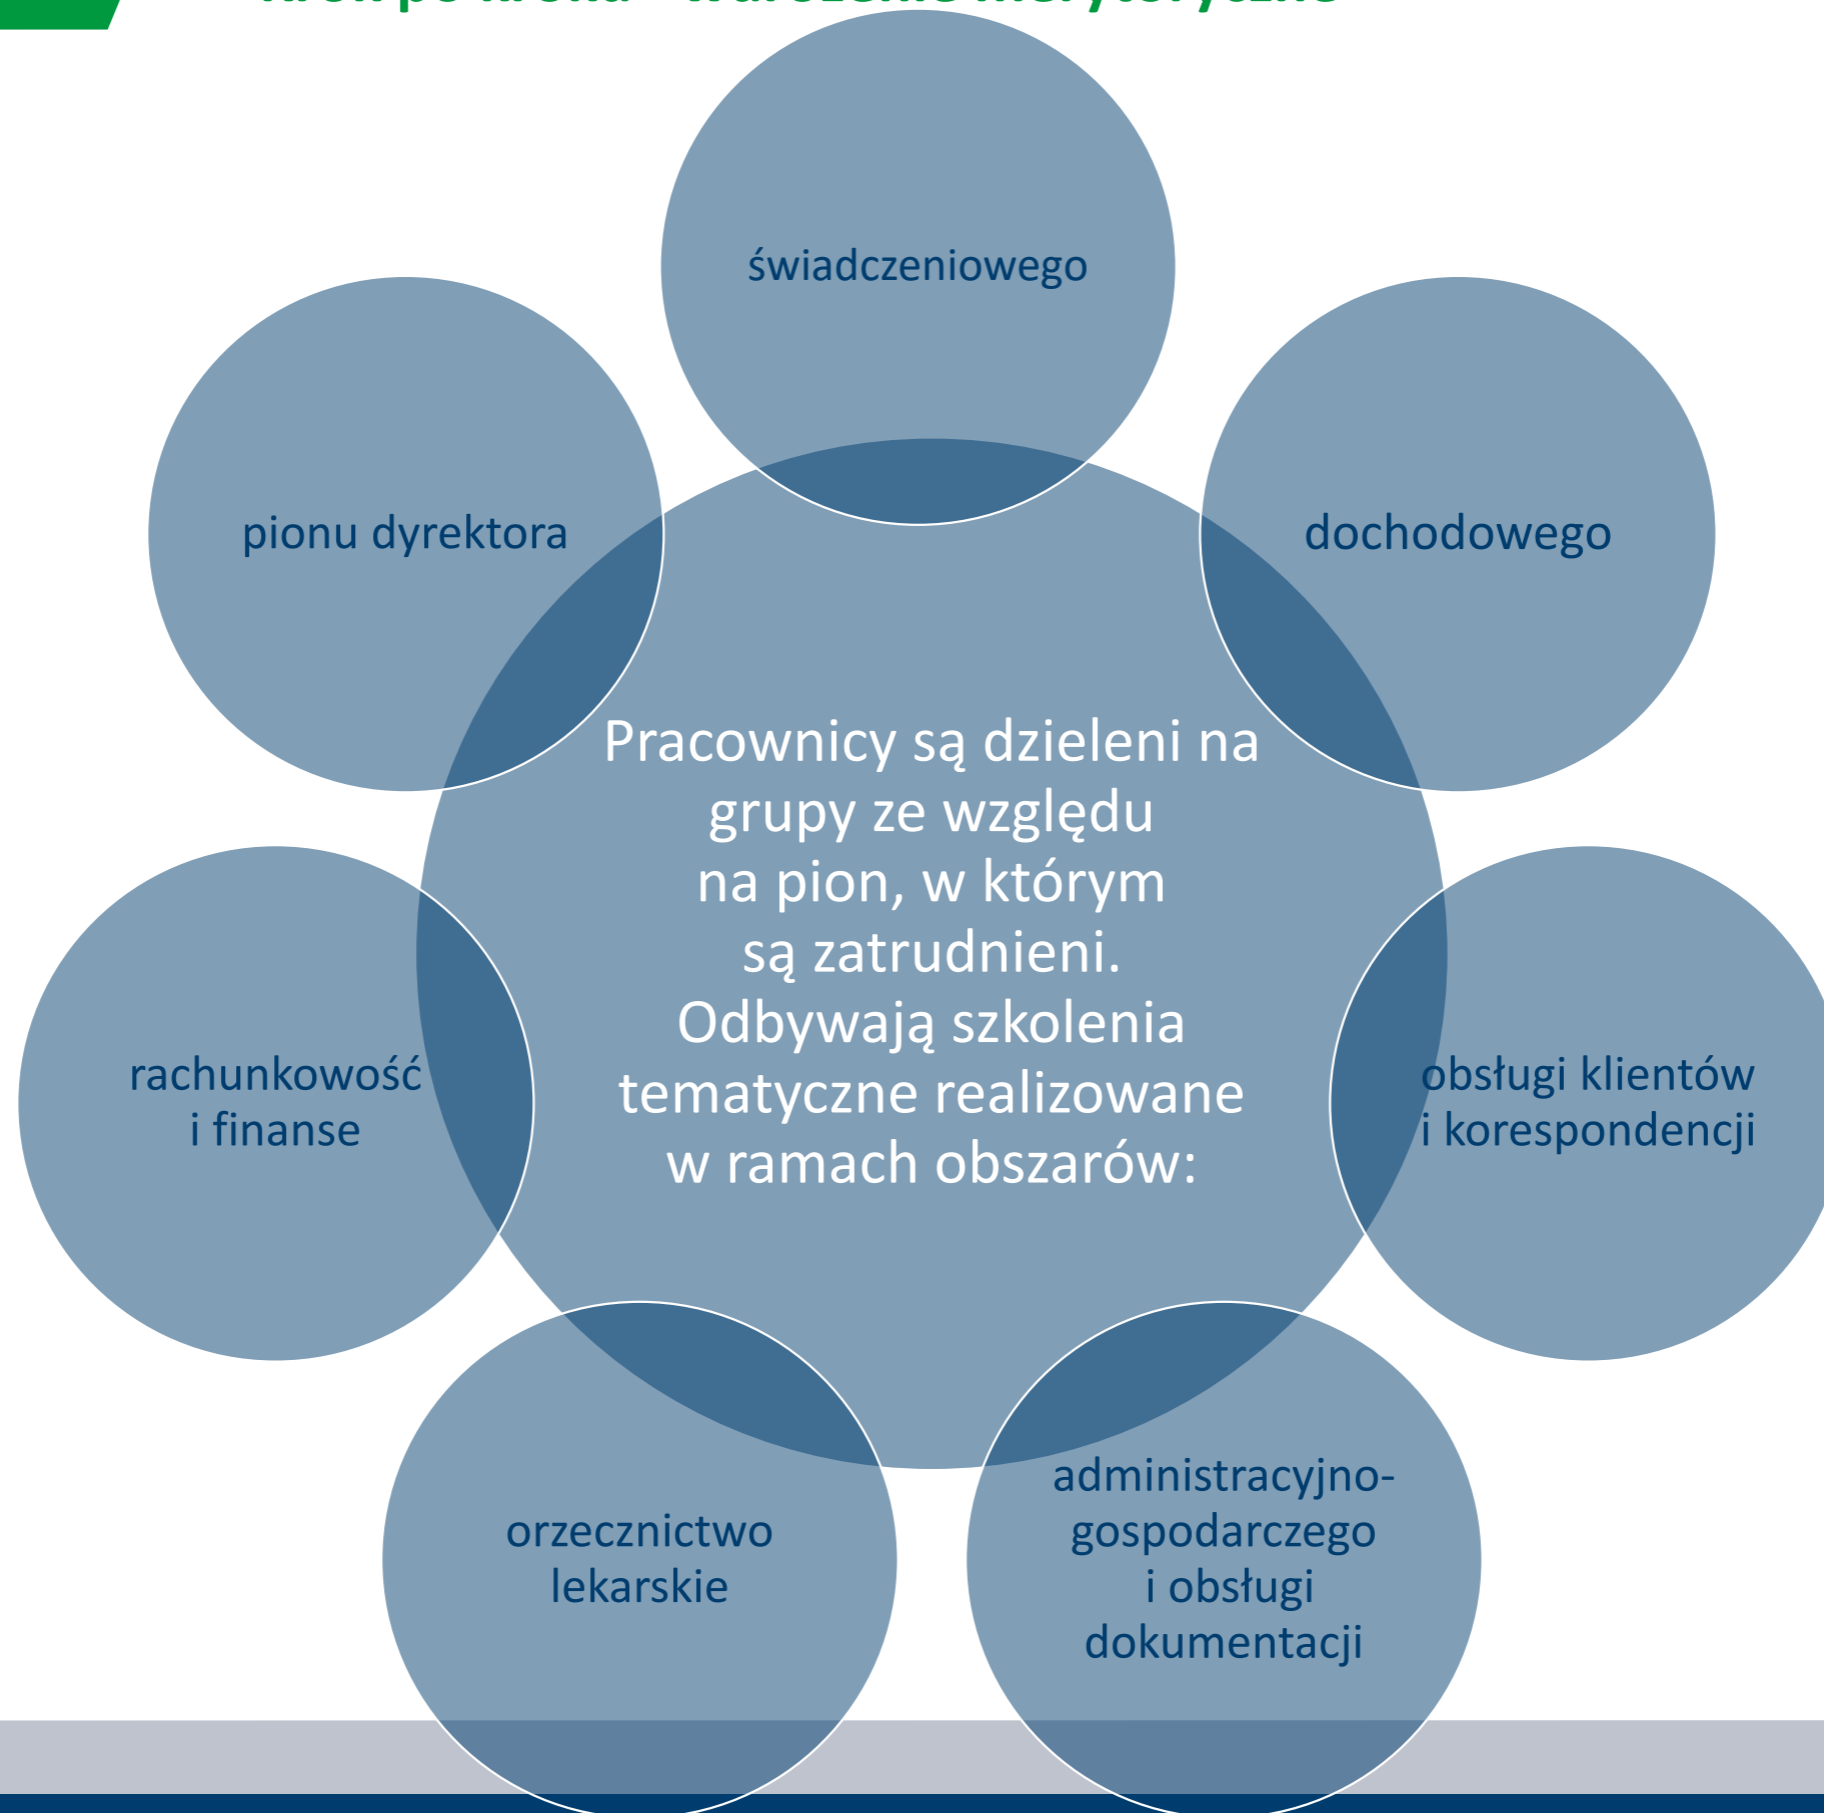 świadczeniowego
pionu dyrektora
dochodowego
Pracownicy są dzieleni na
grupy ze względu
na pion, w którym
są zatrudnieni.
Odbywają szkolenia
tematyczne realizowane
w ramach obszarów:
rachunkowość
i finanse
obsługi klientów
i korespondencji
orzecznictwo
lekarskie
administracyjno-
gospodarczego
i obsługi
dokumentacji